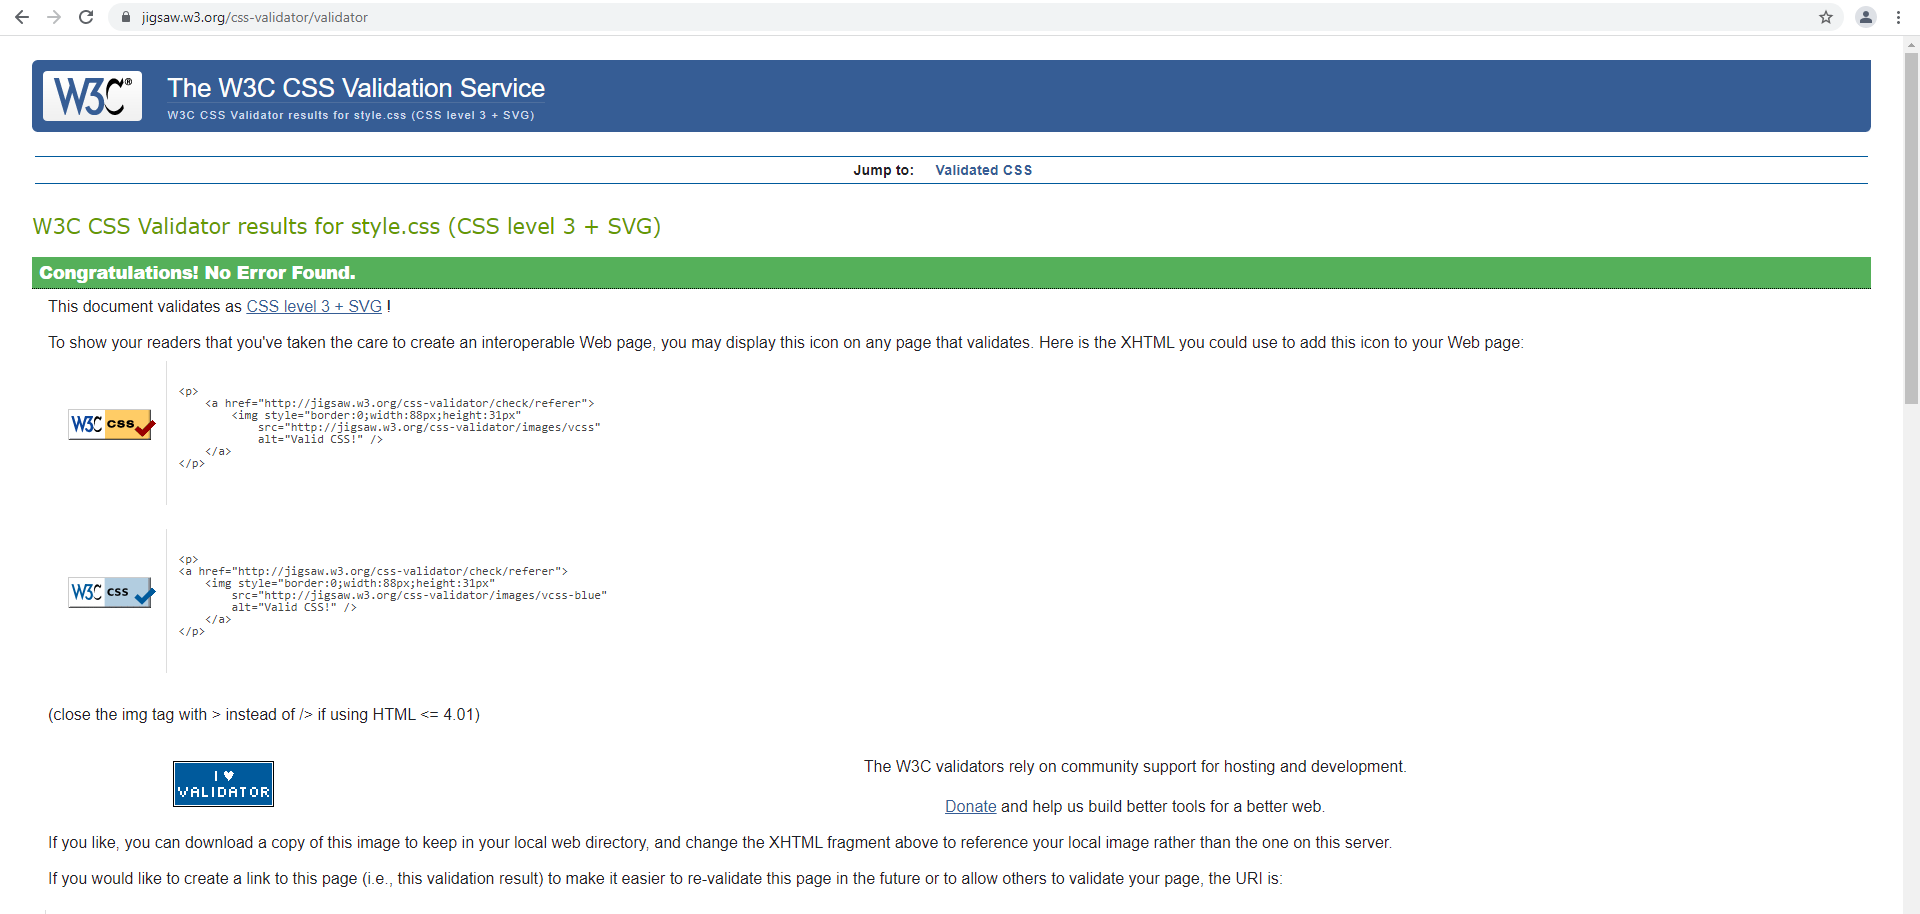 jigsaw.w3.org/css-validator/validator
W3C®
The W3C CSS Validation Service
W3C CSS Validator results for style.css (CSS level 3 + SVG)
Jump to: Validated CSS
W3C CSS Validator results for style.css (CSS level 3 + SVG)
Congratulations! No Error Found.
This document validates as CSS level 3 + SVG !
To show your readers that you've taken the care to create an interoperable Web page, you may display this icon on any page that validates. Here is the XHTML you could use to add this icon to your Web page:
W3C CSS
<p>
    <a href="http://jigsaw.w3.org/css-validator/check/referer">
        <img style="border:0;width:88px;height:31px"
            src="http://jigsaw.w3.org/css-validator/images/vcss"
            alt="Valid CSS!" />
    </a>
</p>
W3C CSS
<p>
<a href="http://jigsaw.w3.org/css-validator/check/referer">
    <img style="border:0;width:88px;height:31px"
        src="http://jigsaw.w3.org/css-validator/images/vcss-blue"
        alt="Valid CSS!" />
    </a>
</p>
(close the img tag with > instead of /> if using HTML <= 4.01)
I ♥
VALIDATOR
The W3C validators rely on community support for hosting and development.
Donate and help us build better tools for a better web.
If you like, you can download a copy of this image to keep in your local web directory, and change the XHTML fragment above to reference your local image rather than the one on this server.
If you would like to create a link to this page (i.e., this validation result) to make it easier to re-validate this page in the future or to allow others to validate your page, the URI is: